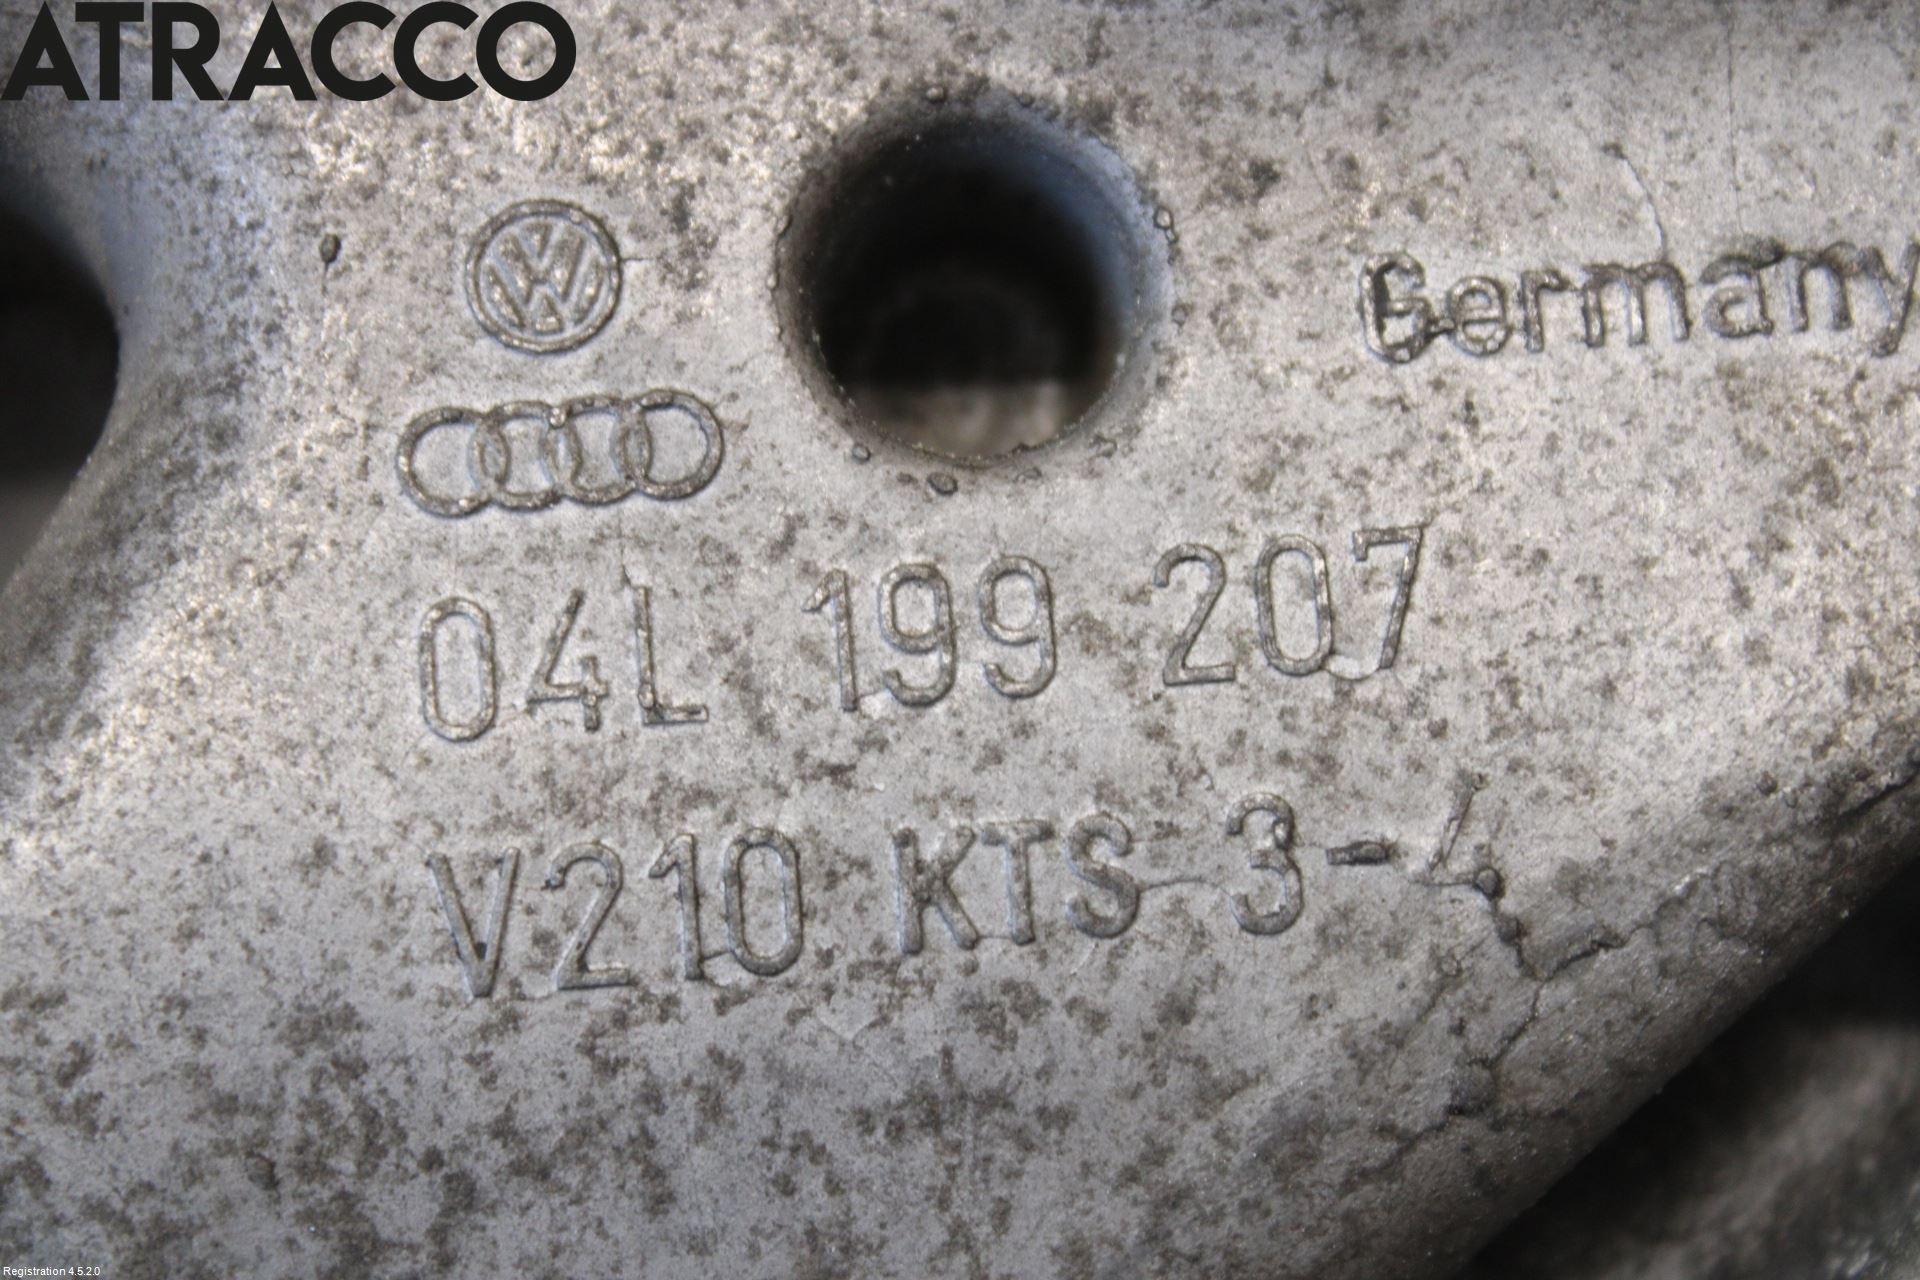 ATRACCO
Germany
04L 199 207
V210 KTS 3-4
Registration 4.5.2.0